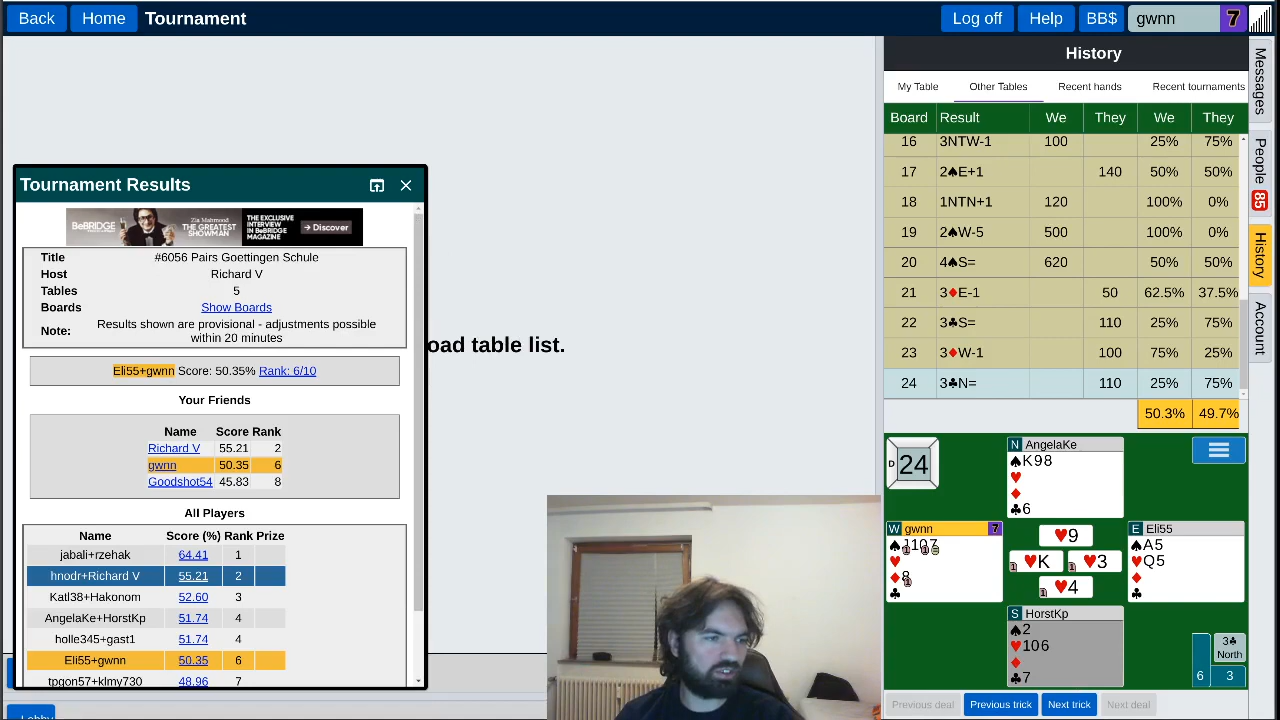 Back Home Tournament Log off Help BB$ gwnn 7
History
My Table Other Tables Recent hands Recent tournaments
Board Result We They We They
16 3NTW-1 100 25% 75%
17 2♠E+1 140 50% 50%
18 1NTN+1 120 100% 0%
19 2♠W-5 500 100% 0%
20 4♠S= 620 50% 50%
21 3♦E-1 50 62.5% 37.5%
22 3♣S= 110 25% 75%
23 3♦W-1 100 75% 25%
24 3♣N= 110 25% 75%
50.3% 49.7%
Messages
People 85
History
Account
Tournament Results
BeBRIDGE
Zia Mahmood
THE GREATEST
SHOWMAN
THE EXCLUSIVE
INTERVIEW
IN BeBRIDGE
MAGAZINE
Discover
Title #6056 Pairs Goettingen Schule
Host Richard V
Tables 5
Boards Show Boards
Note: Results shown are provisional - adjustments possible
within 20 minutes
Eli55+gwnn Score: 50.35% Rank: 6/10
Your Friends
Name Score Rank
Richard V 55.21 2
gwnn 50.35 6
Goodshot54 45.83 8
All Players
Name Score (%) Rank Prize
jabali+rzehak 64.41 1
hnodr+Richard V 55.21 2
Katl38+Hakonom 52.60 3
AngelaKe+HorstKp 51.74 4
holle345+gast1 51.74 4
Eli55+gwnn 50.35 6
tpgon57+klmy730 48.96 7
oad table list.
D 24
N AngelaKe
♠K98
♥
♦
♣6
W gwnn 7
♠J107
♥
♦8
♣
♥9
♥K
♥3
♥4
E Eli55
♠A5
♥Q5
♦
♣
S HorstKp
♠2
♥106
♦
♣7
3♣
North
6 3
Previous deal Previous trick Next trick Next deal